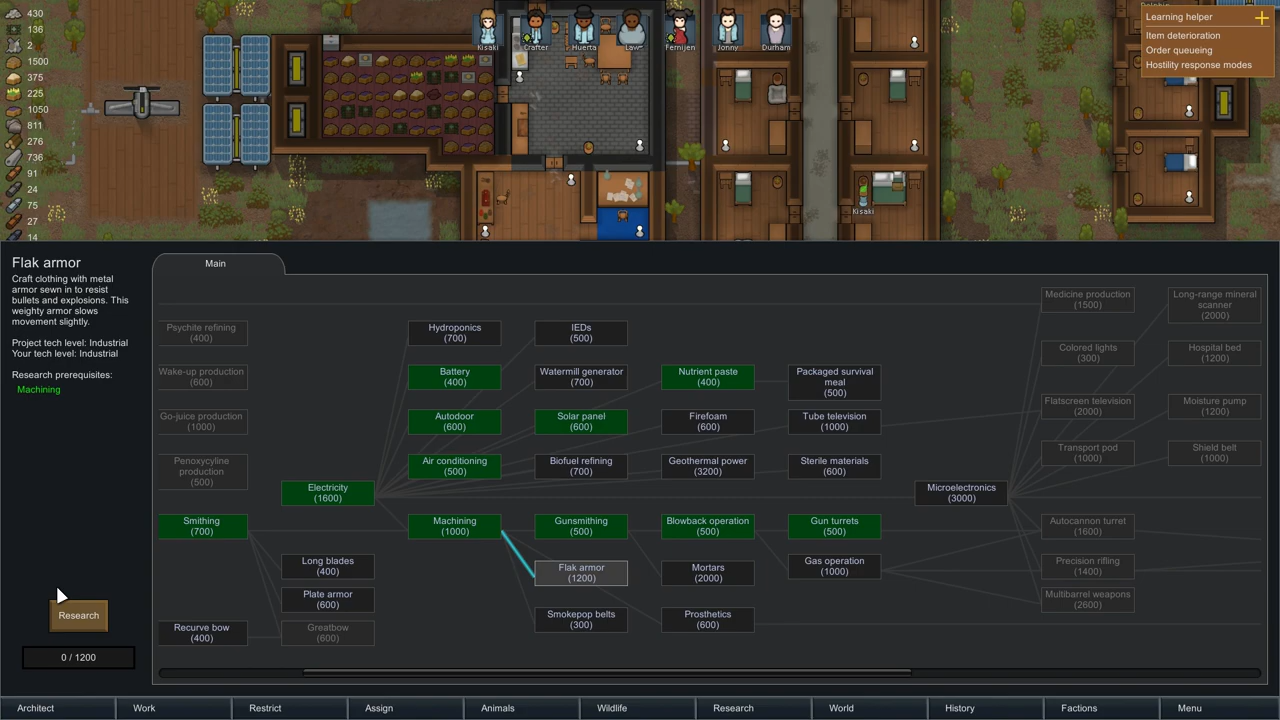 430
136
2
1500
375
225
1050
811
276
736
91
24
75
27
14
Kisaki
Crafter
Huerta
Law
Fernijen
Jonny
Durham
Kisaki
Learning helper
Item deterioration
Order queueing
Hostility response modes
Flak armor
Craft clothing with metal
armor sewn in to resist
bullets and explosions. This
weighty armor slows
movement slightly.
Project tech level: Industrial
Your tech level: Industrial
Research prerequisites:
Machining
Research
0 / 1200
Main
Psychite refining
(400)
Wake-up production
(600)
Go-juice production
(1000)
Penoxycyline
production
(500)
Smithing
(700)
Recurve bow
(400)
Electricity
(1600)
Long blades
(400)
Plate armor
(600)
Greatbow
(600)
Hydroponics
(700)
Battery
(400)
Autodoor
(600)
Air conditioning
(500)
Machining
(1000)
IEDs
(500)
Watermill generator
(700)
Solar panel
(600)
Biofuel refining
(700)
Gunsmithing
(500)
Flak armor
(1200)
Smokepop belts
(300)
Nutrient paste
(400)
Firefoam
(600)
Geothermal power
(3200)
Blowback operation
(500)
Mortars
(2000)
Prosthetics
(600)
Packaged survival
meal
(500)
Tube television
(1000)
Sterile materials
(600)
Gun turrets
(500)
Gas operation
(1000)
Microelectronics
(3000)
Medicine production
(1500)
Colored lights
(300)
Flatscreen television
(2000)
Transport pod
(1000)
Autocannon turret
(1600)
Precision rifling
(1400)
Multibarrel weapons
(2600)
Long-range mineral
scanner
(2000)
Hospital bed
(1200)
Moisture pump
(1200)
Shield belt
(1000)
Architect
Work
Restrict
Assign
Animals
Wildlife
Research
World
History
Factions
Menu